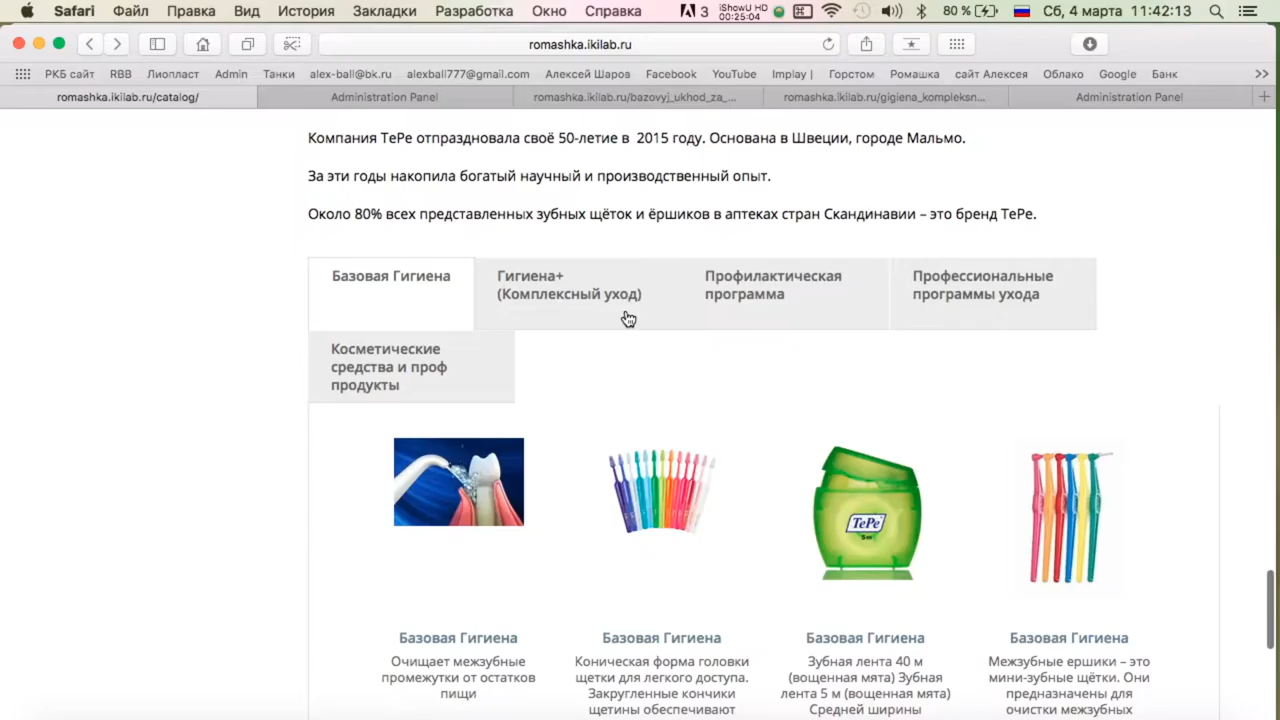 Safari Файл Правка Вид История Закладки Разработка Окно Справка 3 iShowU HD 00:25:04 80 % Сб, 4 марта 11:42:13
romashka.ikilab.ru
РКБ сайт RBB Лиопласт Admin Танки alex-ball@bk.ru alexball777@gmail.com Алексей Шаров Facebook YouTube Implay | Горстом Ромашка сайт Алексея Облако Google Банк >>
romashka.ikilab.ru/catalog/ Administration Panel romashka.ikilab.ru/bazovyj_ukhod_za_... romashka.ikilab.ru/gigiena_kompleksn... Administration Panel +
Компания TePe отпраздновала своё 50-летие в 2015 году. Основана в Швеции, городе Мальмо.
За эти годы накопила богатый научный и производственный опыт.
Около 80% всех представленных зубных щёток и ёршиков в аптеках стран Скандинавии – это бренд TePe.
Базовая Гигиена
Гигиена+
(Комплексный уход)
Профилактическая
программа
Профессиональные
программы ухода
Косметические
средства и проф
продукты
TePe
5m
Базовая Гигиена
Очищает межзубные
промежутки от остатков
пищи
Базовая Гигиена
Коническая форма головки
щетки для легкого доступа.
Закругленные кончики
щетины обеспечивают
Базовая Гигиена
Зубная лента 40 м
(вощенная мята) Зубная
лента 5 м (вощенная мята)
Средней ширины
Базовая Гигиена
Межзубные ершики – это
мини-зубные щётки. Они
предназначены для
очистки межзубных